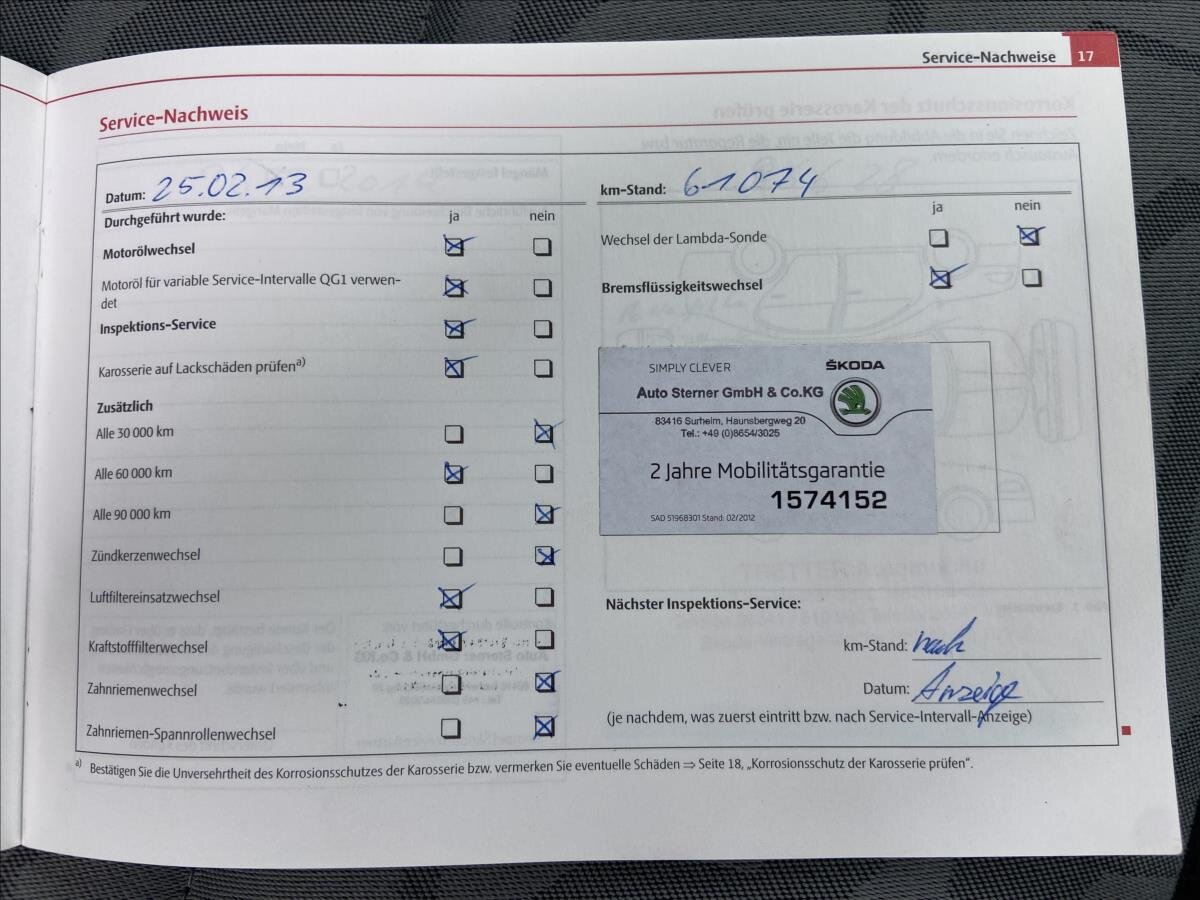 Service-Nachweise 17
Service-Nachweis
Datum: 25.02.13
Durchgeführt wurde: ja nein
Motorölwechsel
Motoröl für variable Service-Intervalle QG1 verwen-
det
Inspektions-Service
Karosserie auf Lackschäden prüfen a)
Zusätzlich
Alle 30 000 km
Alle 60 000 km
Alle 90 000 km
Zündkerzenwechsel
Luftfiltereinsatzwechsel
Kraftstofffilterwechsel
Zahnriemenwechsel
Zahnriemen-Spannrollenwechsel
km-Stand: 61074
ja nein
Wechsel der Lambda-Sonde
Bremsflüssigkeitswechsel
SIMPLY CLEVER ŠKODA
Auto Sterner GmbH & Co.KG
83416 Surheim, Haunsbergweg 20
Tel.: +49 (0)8654/3025
2 Jahre Mobilitätsgarantie
1574152
SAD 51968301 Stand: 02/2012
Nächster Inspektions-Service:
km-Stand: nach
Datum: Anzeige
(je nachdem, was zuerst eintritt bzw. nach Service-Intervall-Anzeige)
a) Bestätigen Sie die Unversehrtheit des Korrosionsschutzes der Karosserie bzw. vermerken Sie eventuelle Schäden ⇒ Seite 18, „Korrosionsschutz der Karosserie prüfen“.